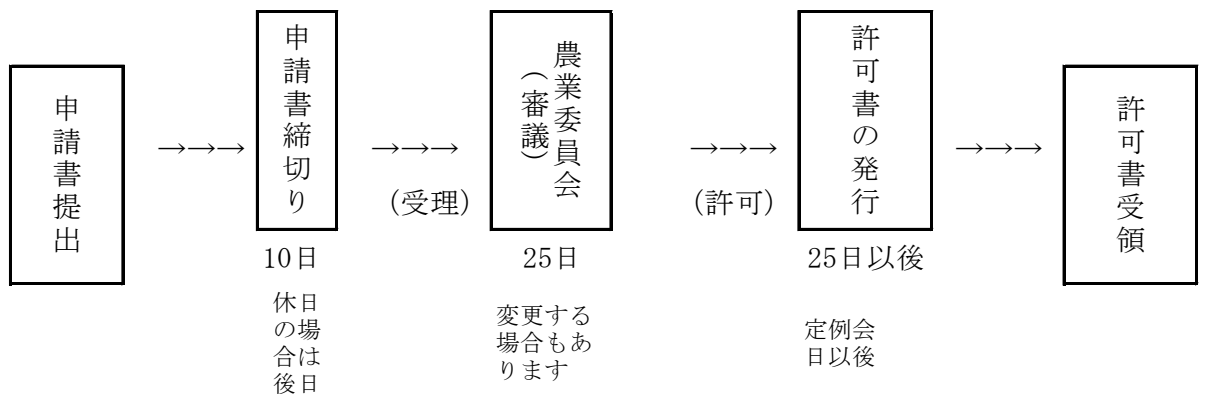 申請書提出
→→→
申請書締切り
10日
休日
の場
合は
後日
→→→
(受理)
農業委員会
(審議)
25日
変更する
場合もあ
ります
→→→
(許可)
許可書の発行
25日以後
定例会
日以後
→→→
許可書受領